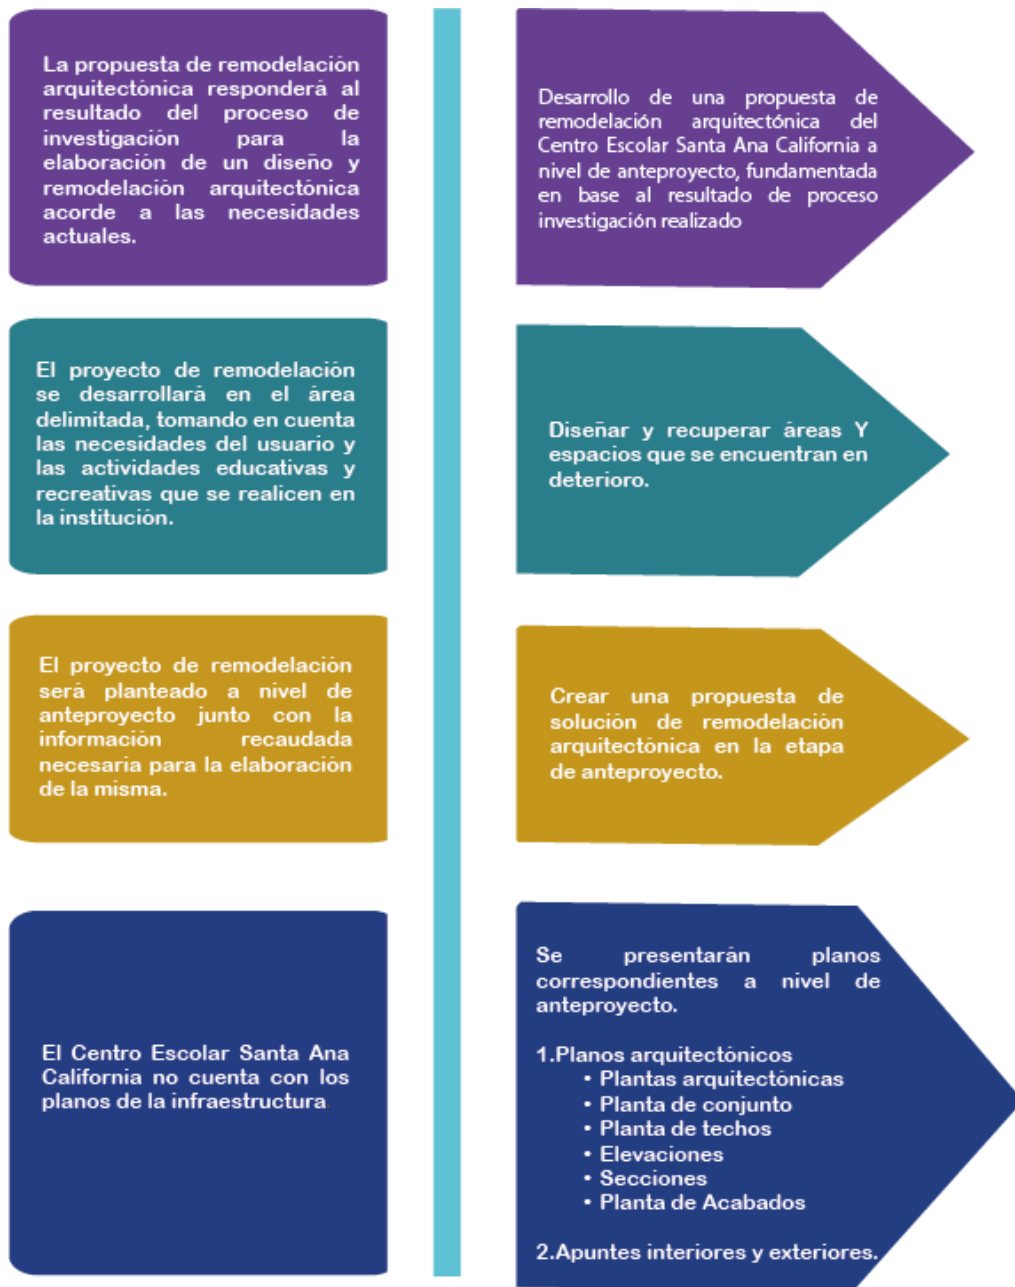 La propuesta de remodelación
arquitectónica responderá al
resultado del proceso de
investigación para la
elaboración de un diseño y
remodelación arquitectónica
acorde a las necesidades
actuales.
Desarrollo de una propuesta de
remodelación arquitectónica del
Centro Escolar Santa Ana California a
nivel de anteproyecto, fundamentada
en base al resultado de proceso
investigación realizado
El proyecto de remodelación
se desarrollará en el área
delimitada, tomando en cuenta
las necesidades del usuario y
las actividades educativas y
recreativas que se realicen en
la institución.
Diseñar y recuperar áreas Y
espacios que se encuentran en
deterioro.
El proyecto de remodelación
será planteado a nivel de
anteproyecto junto con la
información recaudada
necesaria para la elaboración
de la misma.
Crear una propuesta de
solución de remodelación
arquitectónica en la etapa
de anteproyecto.
El Centro Escolar Santa Ana
California no cuenta con los
planos de la infraestructura.
Se presentarán planos
correspondientes a nivel de
anteproyecto.
1.Planos arquitectónicos
• Plantas arquitectónicas
• Planta de conjunto
• Planta de techos
• Elevaciones
• Secciones
• Planta de Acabados
2.Apuntes interiores y exteriores.